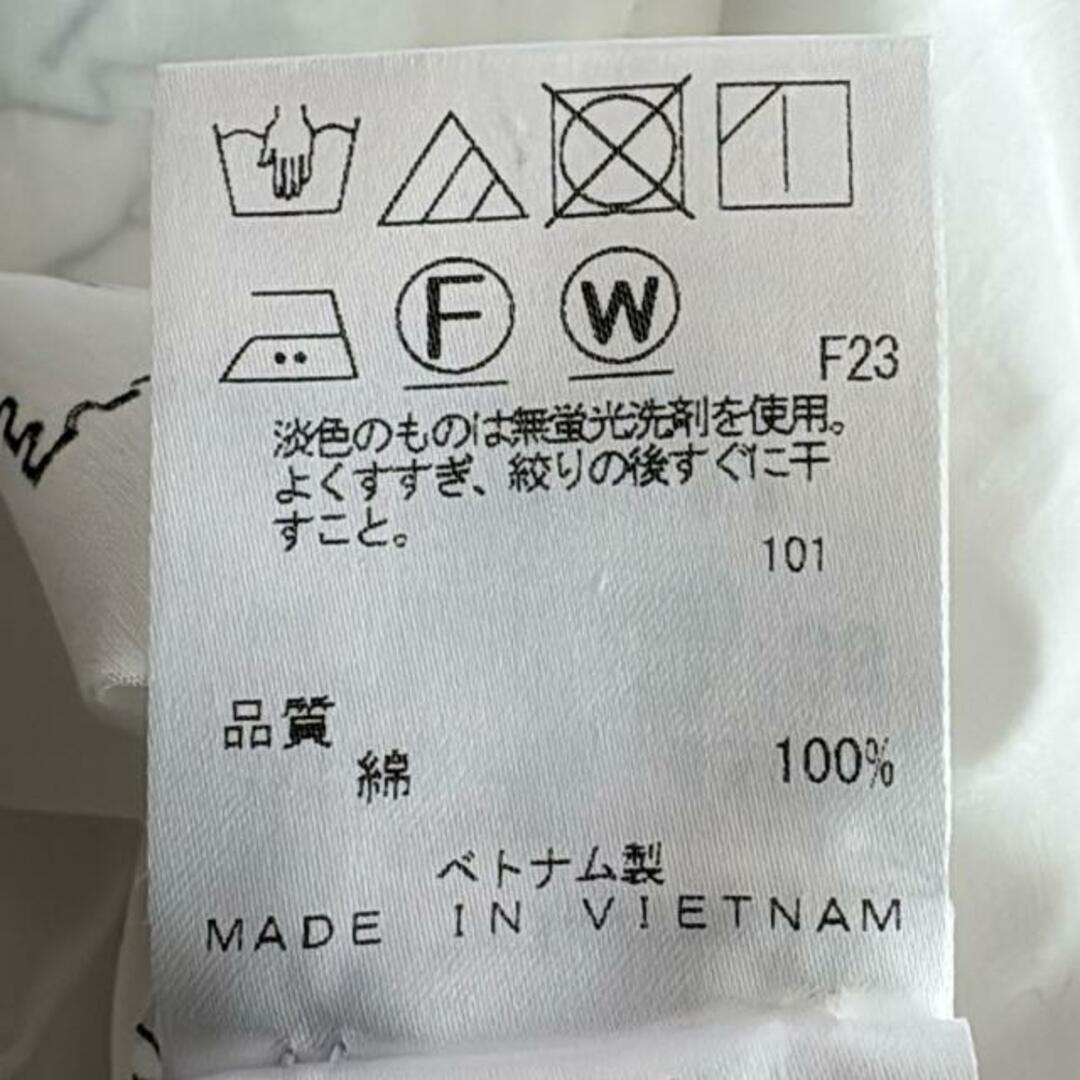 F W
F23
淡色のものは無蛍光洗剤を使用。
よくすすぎ、絞りの後すぐに干
すこと。
101
品質
綿 100%
ベトナム製
MADE IN VIETNAM